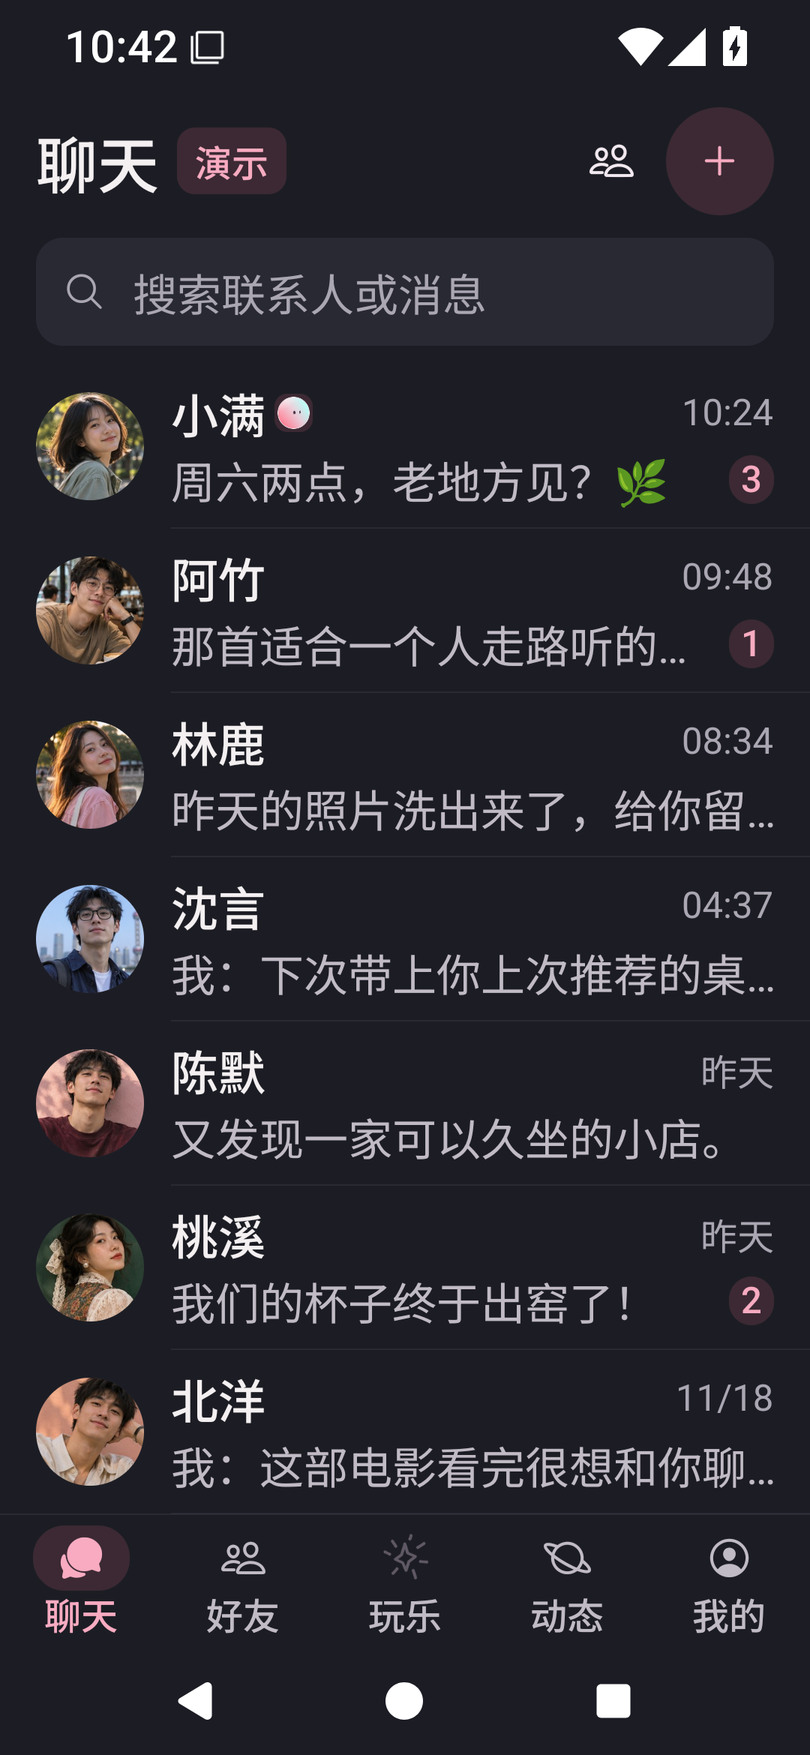 10:42
聊天 演示
搜索联系人或消息
小满 10:24
周六两点，老地方见？🌿 3
阿竹 09:48
那首适合一个人走路听的... 1
林鹿 08:34
昨天的照片洗出来了，给你留...
沈言 04:37
我：下次带上你上次推荐的桌...
陈默 昨天
又发现一家可以久坐的小店。
桃溪 昨天
我们的杯子终于出窑了！ 2
北洋 11/18
我：这部电影看完很想和你聊...
聊天 好友 玩乐 动态 我的